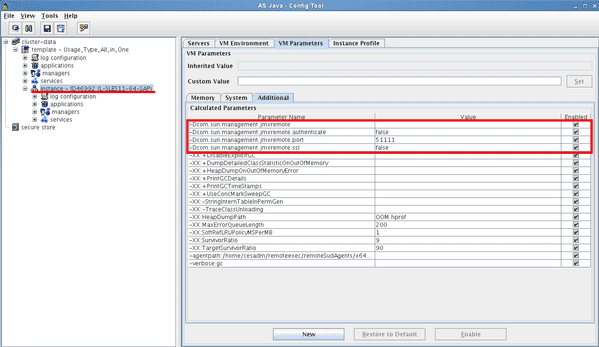 AS Java - Config Tool
File View Tools Help
cluster-data
template - Usage_Type_All_in_One
log configuration
applications
managers
services
instance - ID46992 (L-SLES11-64-SAP)
log configuration
applications
managers
services
secure store
Servers VM Environment VM Parameters Instance Profile
VM Parameters
Inherited Value
Custom Value Set
Memory System Additional
Calculated Parameters
Parameter Name Value Enabled
-Dcom.sun.management.jmxremote
-Dcom.sun.management.jmxremote.authenticate false
-Dcom.sun.management.jmxremote.port 51111
-Dcom.sun.management.jmxremote.ssl false
-XX:+DisableExplicitGC
-XX:+DumpDetailedClassStatisticOnOutOfMemory
-XX:+HeapDumpOnOutOfMemoryError
-XX:+PrintGCDetails
-XX:+PrintGCTimeStamps
-XX:+UseConcMarkSweepGC
-XX:-StringInternTableInPermGen
-XX:-TraceClassUnloading
-XX:HeapDumpPath OOM.hprof
-XX:MaxErrorQueueLength 200
-XX:SoftRefLRUPolicyMSPerMB 1
-XX:SurvivorRatio 9
-XX:TargetSurvivorRatio 90
-agentpath:/home/cesadm/remoteexec/remoteSudAgents/x64...
-verbose:gc
New Restore to Default Enable